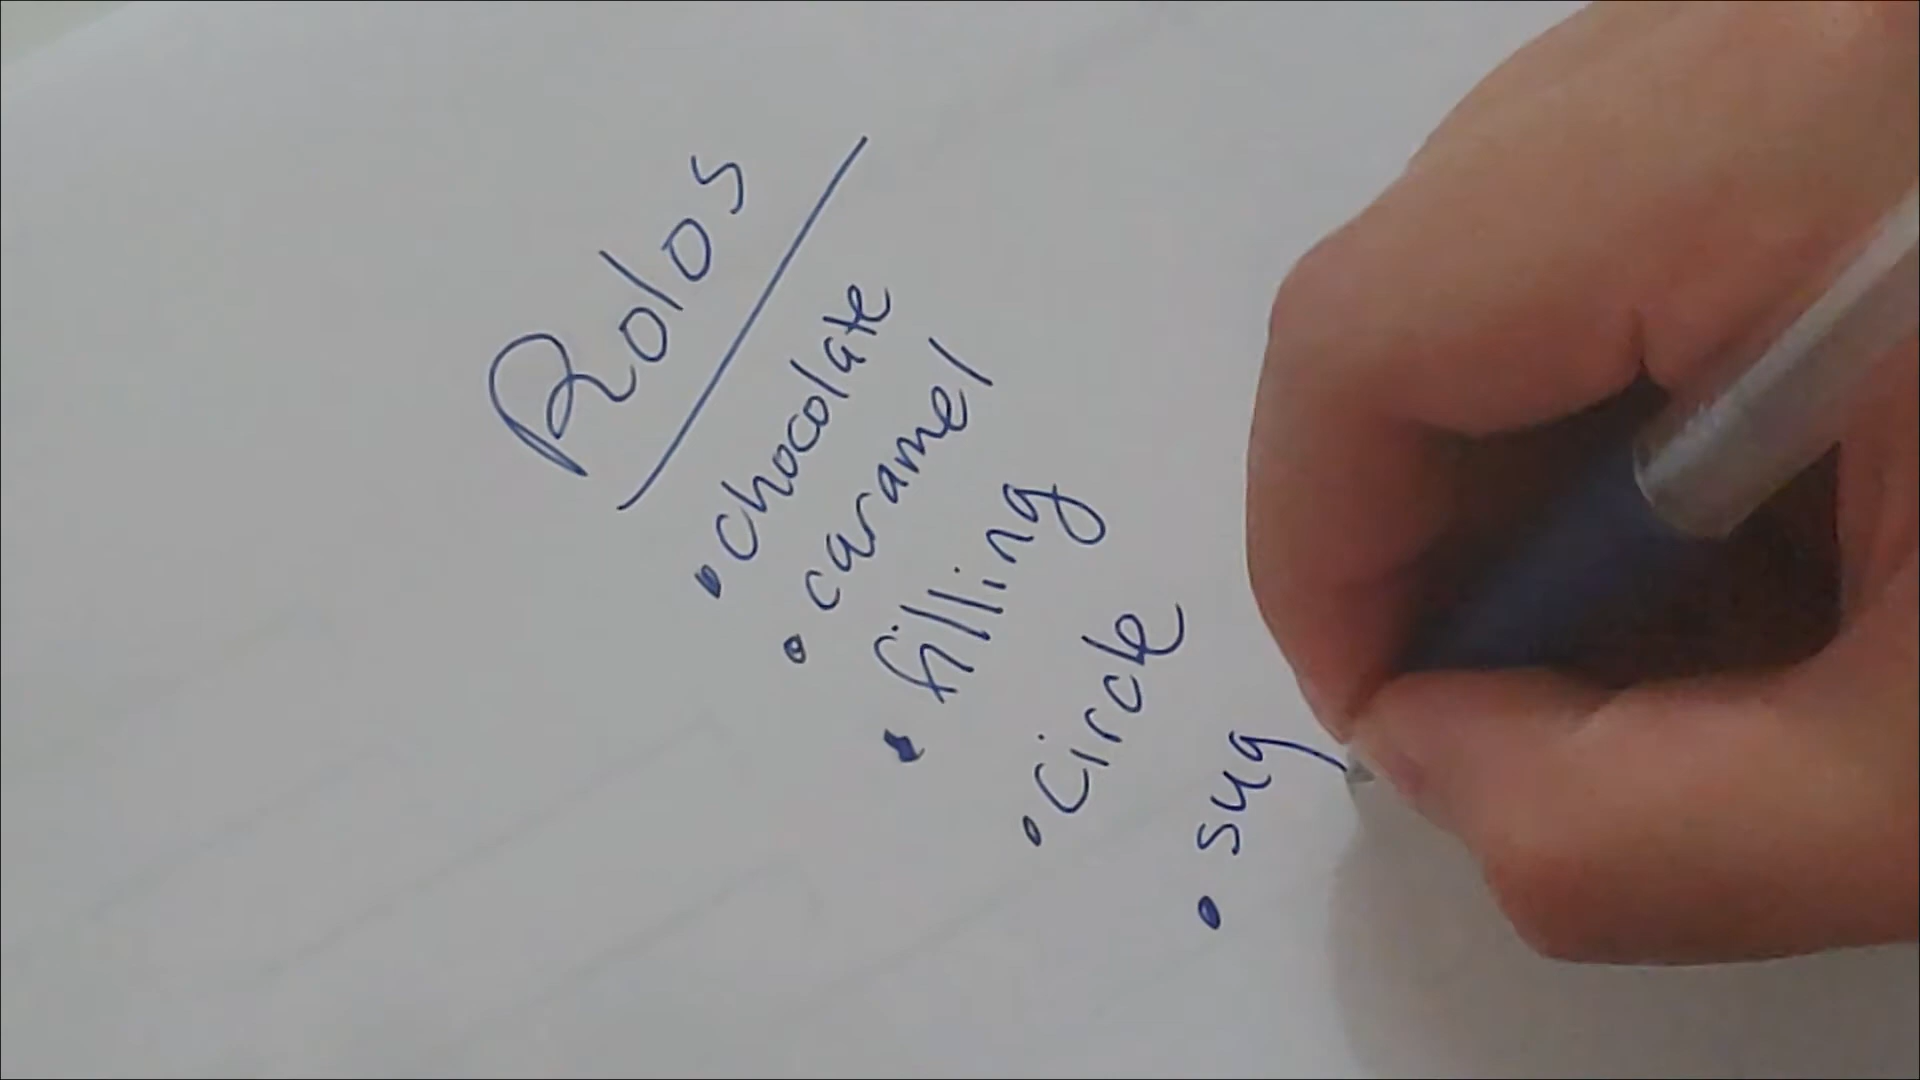 Rolos
• chocolate
• caramel
• filling
• Circle
• sug